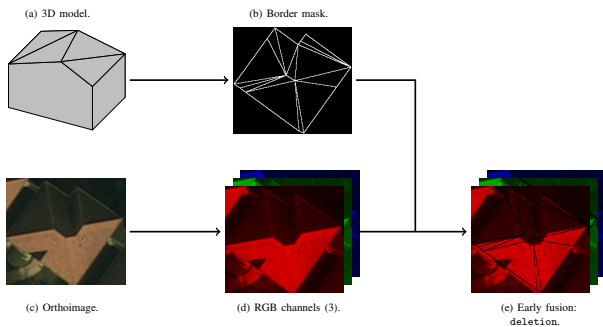 (a) 3D model.
(b) Border mask.
(c) Orthoimage.
(d) RGB channels (3).
(e) Early fusion:
deletion.